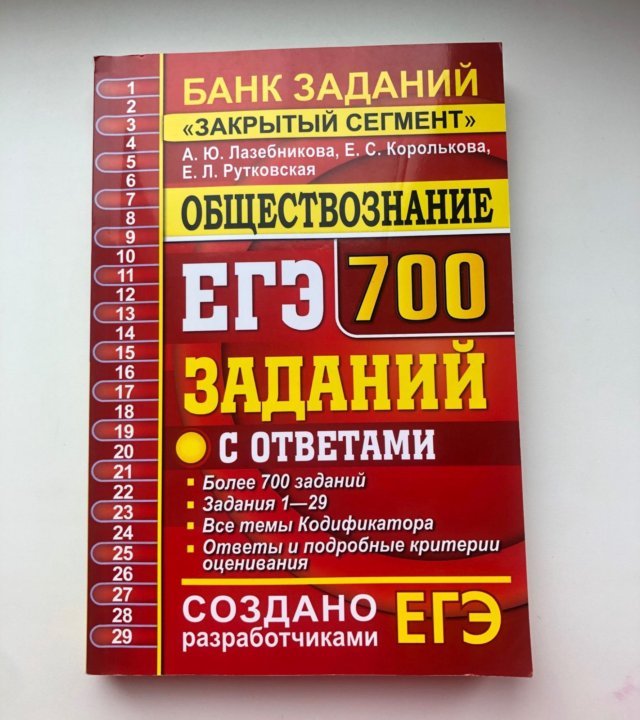 БАНК ЗАДАНИЙ
«ЗАКРЫТЫЙ СЕГМЕНТ»
А. Ю. Лазебникова, Е. С. Королькова,
Е. Л. Рутковская
ОБЩЕСТВОЗНАНИЕ
ЕГЭ 700
ЗАДАНИЙ
С ОТВЕТАМИ
Более 700 заданий
Задания 1—29
Все темы Кодификатора
Ответы и подробные критерии
оценивания
СОЗДАНО
разработчиками ЕГЭ
1
2
3
4
5
6
7
8
9
10
11
12
13
14
15
16
17
18
19
20
21
22
23
24
25
26
27
28
29